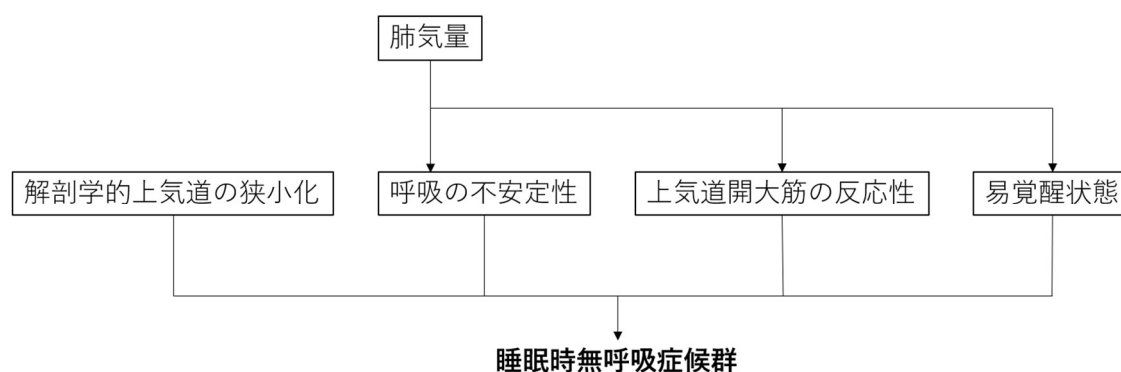 肺気量
解剖学的上気道の狭小化
呼吸の不安定性
上気道開大筋の反応性
易覚醒状態
睡眠時無呼吸症候群